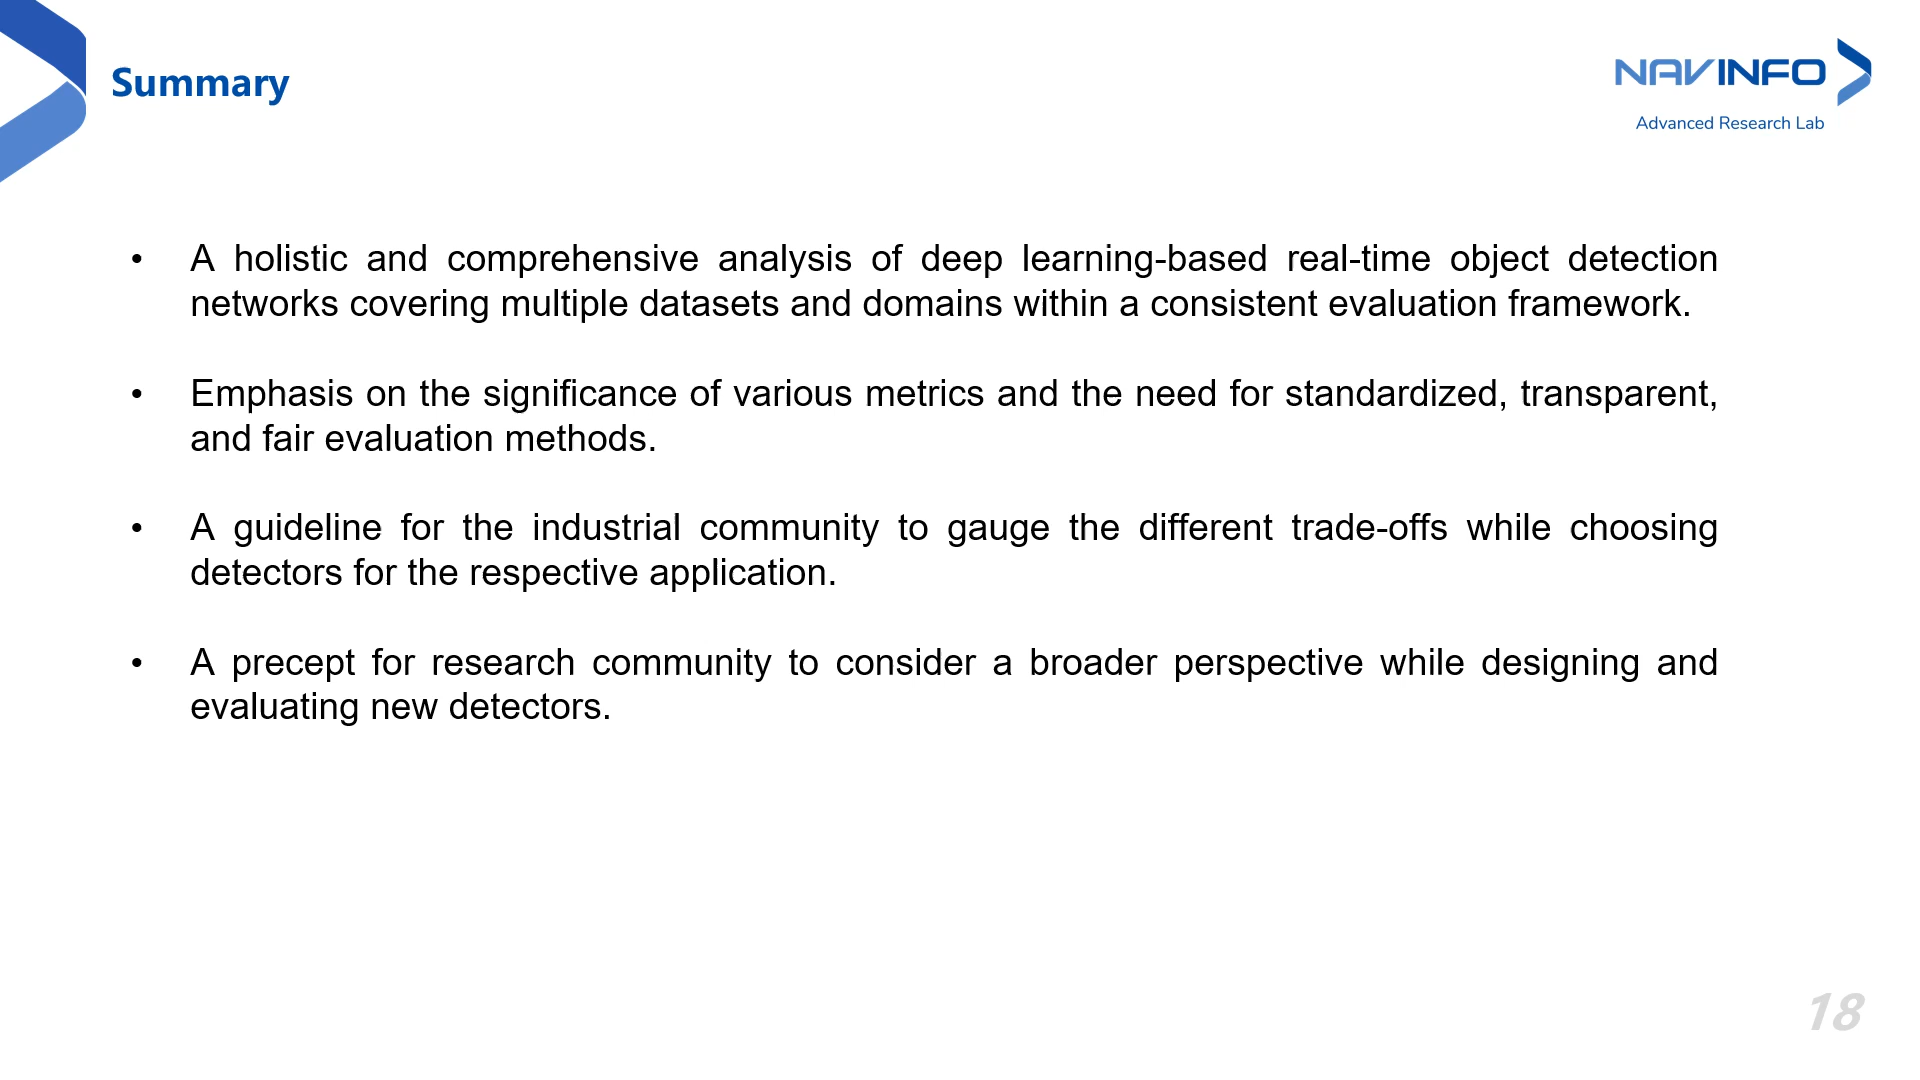 Summary
NAVINFO
Advanced Research Lab
• A holistic and comprehensive analysis of deep learning-based real-time object detection
networks covering multiple datasets and domains within a consistent evaluation framework.
• Emphasis on the significance of various metrics and the need for standardized, transparent,
and fair evaluation methods.
• A guideline for the industrial community to gauge the different trade-offs while choosing
detectors for the respective application.
• A precept for research community to consider a broader perspective while designing and
evaluating new detectors.
18